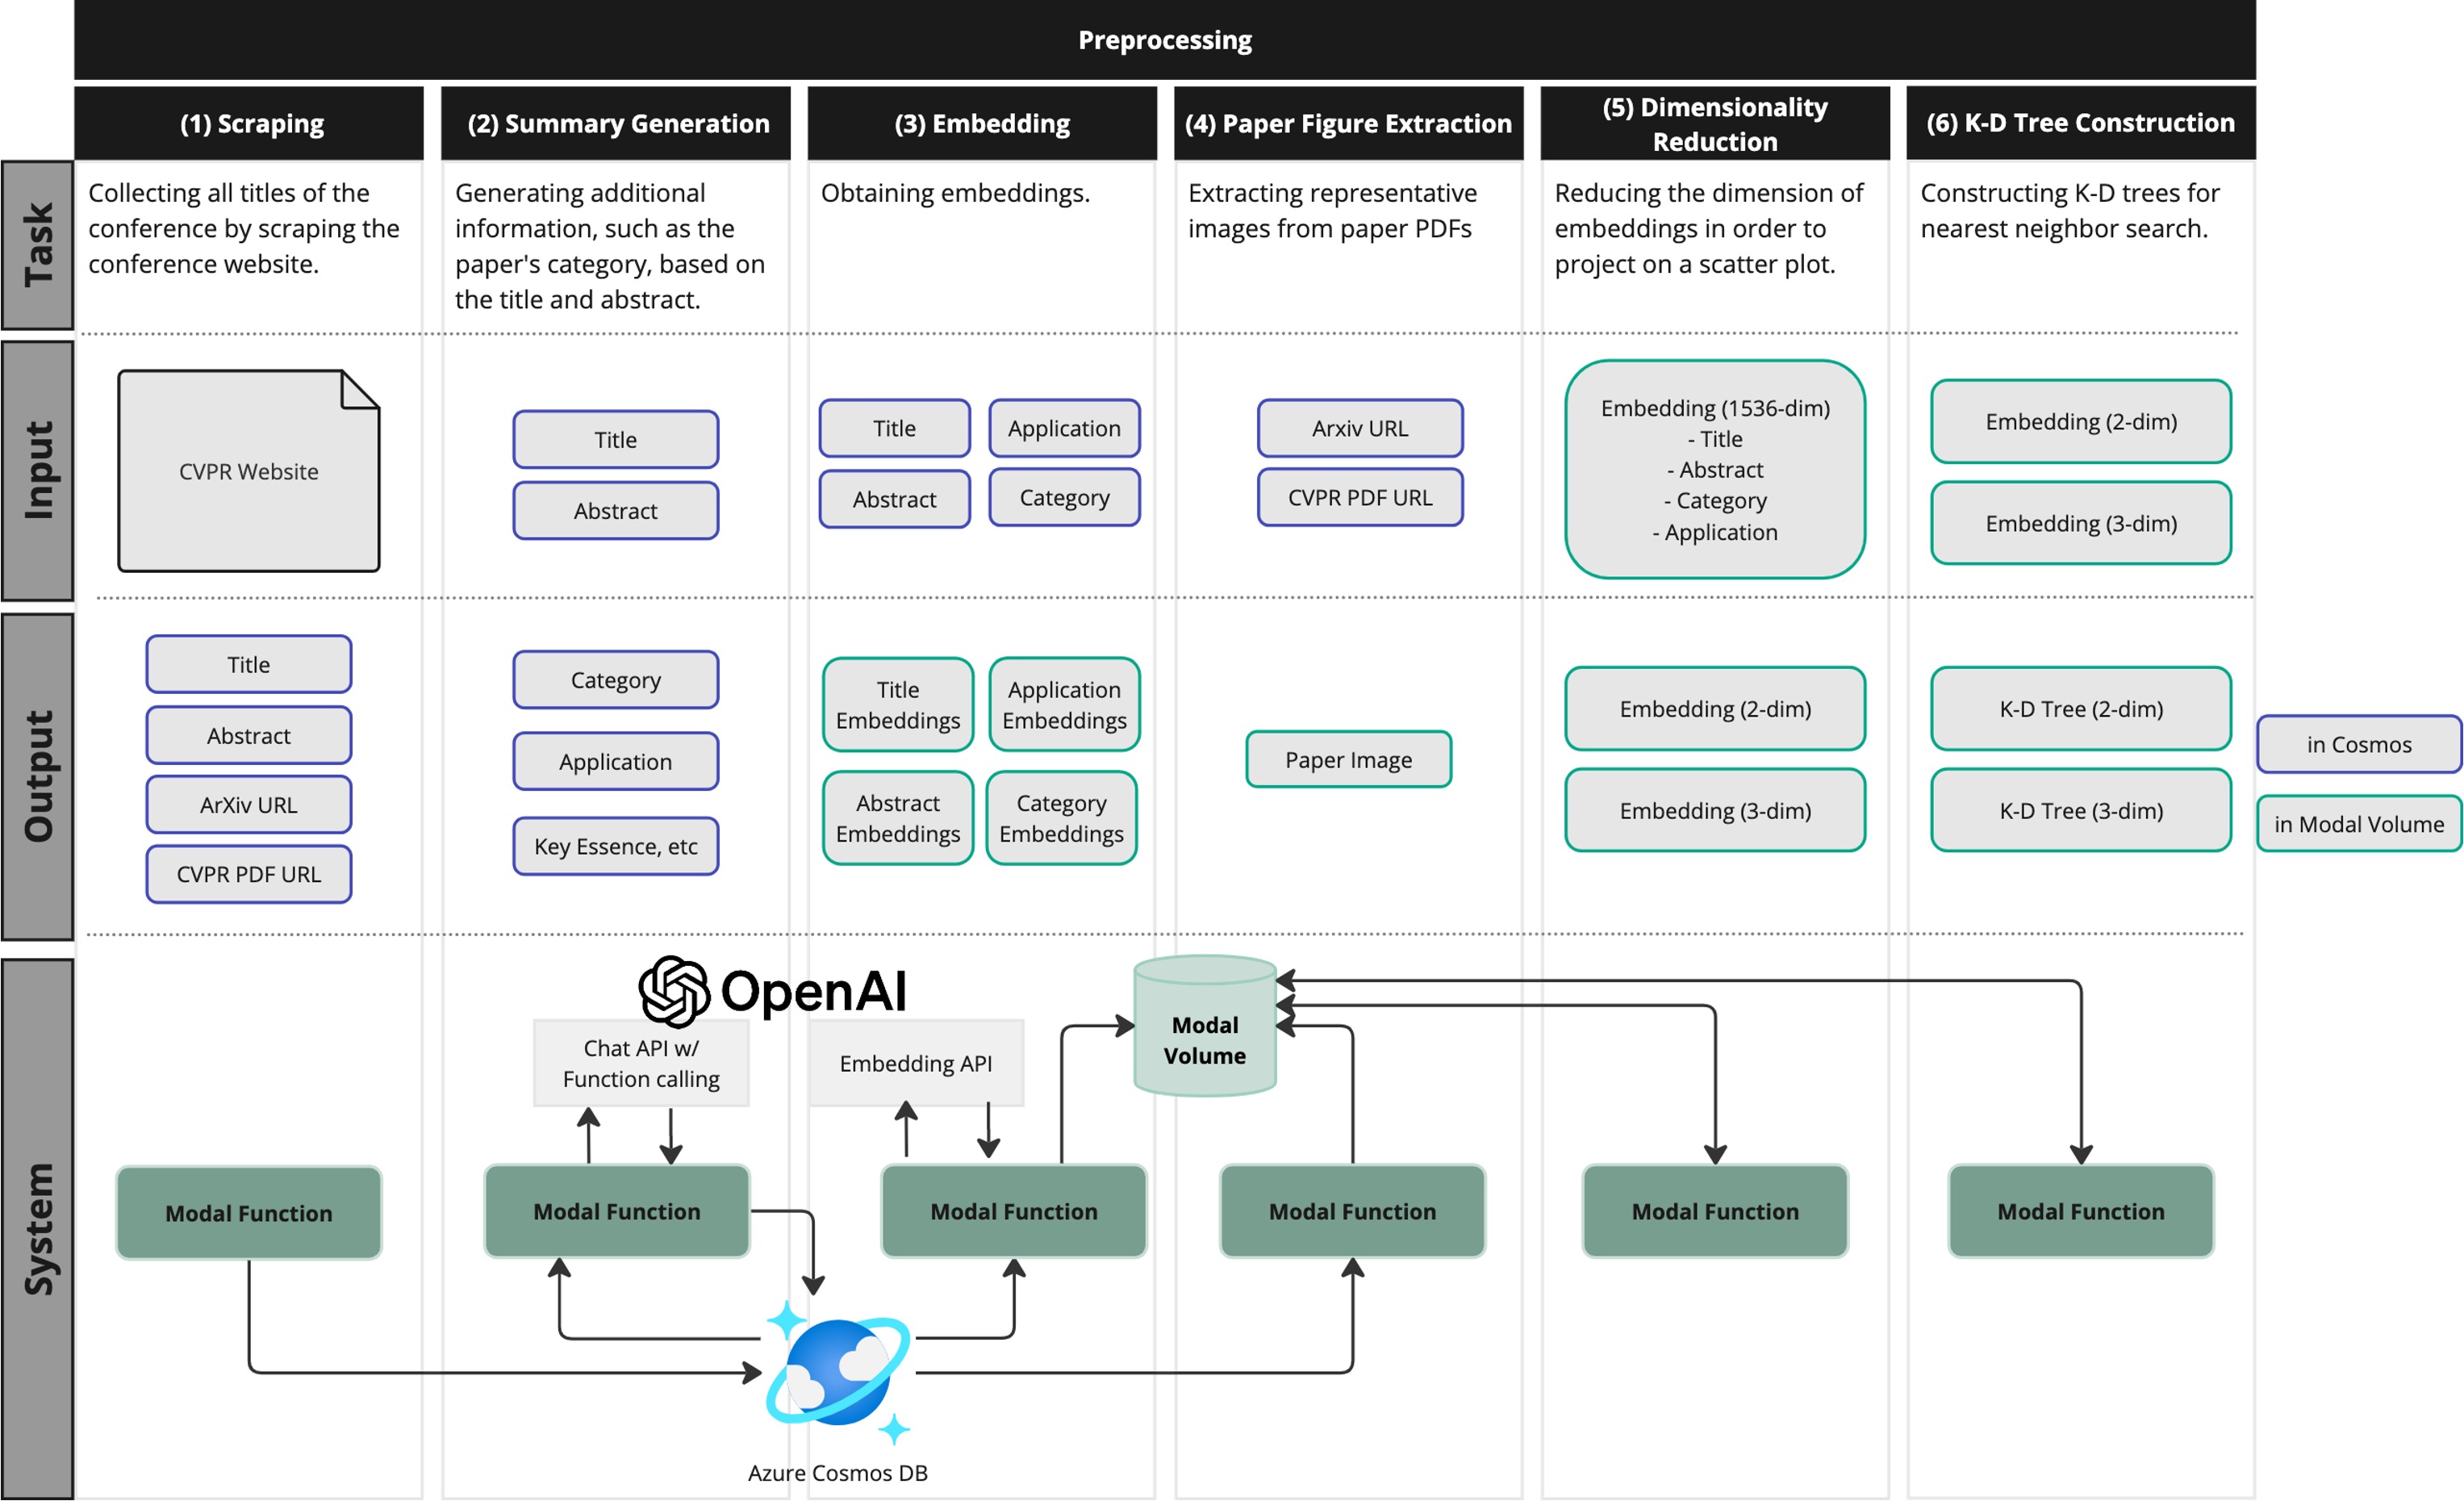 Preprocessing
(1) Scraping
(2) Summary Generation
(3) Embedding
(4) Paper Figure Extraction
(5) Dimensionality
Reduction
(6) K-D Tree Construction
Task
Collecting all titles of the
conference by scraping the
conference website.
Generating additional
information, such as the
paper's category, based on
the title and abstract.
Obtaining embeddings.
Extracting representative
images from paper PDFs
Reducing the dimension of
embeddings in order to
project on a scatter plot.
Constructing K-D trees for
nearest neighbor search.
Input
CVPR Website
Title
Abstract
Title
Application
Abstract
Category
Arxiv URL
CVPR PDF URL
Embedding (1536-dim)
- Title
- Abstract
- Category
- Application
Embedding (2-dim)
Embedding (3-dim)
Output
Title
Abstract
ArXiv URL
CVPR PDF URL
Category
Application
Key Essence, etc
Title
Embeddings
Application
Embeddings
Abstract
Embeddings
Category
Embeddings
Paper Image
Embedding (2-dim)
Embedding (3-dim)
K-D Tree (2-dim)
K-D Tree (3-dim)
in Cosmos
in Modal Volume
System
OpenAI
Chat API w/
Function calling
Embedding API
Modal
Volume
Modal Function
Modal Function
Modal Function
Modal Function
Modal Function
Modal Function
Azure Cosmos DB